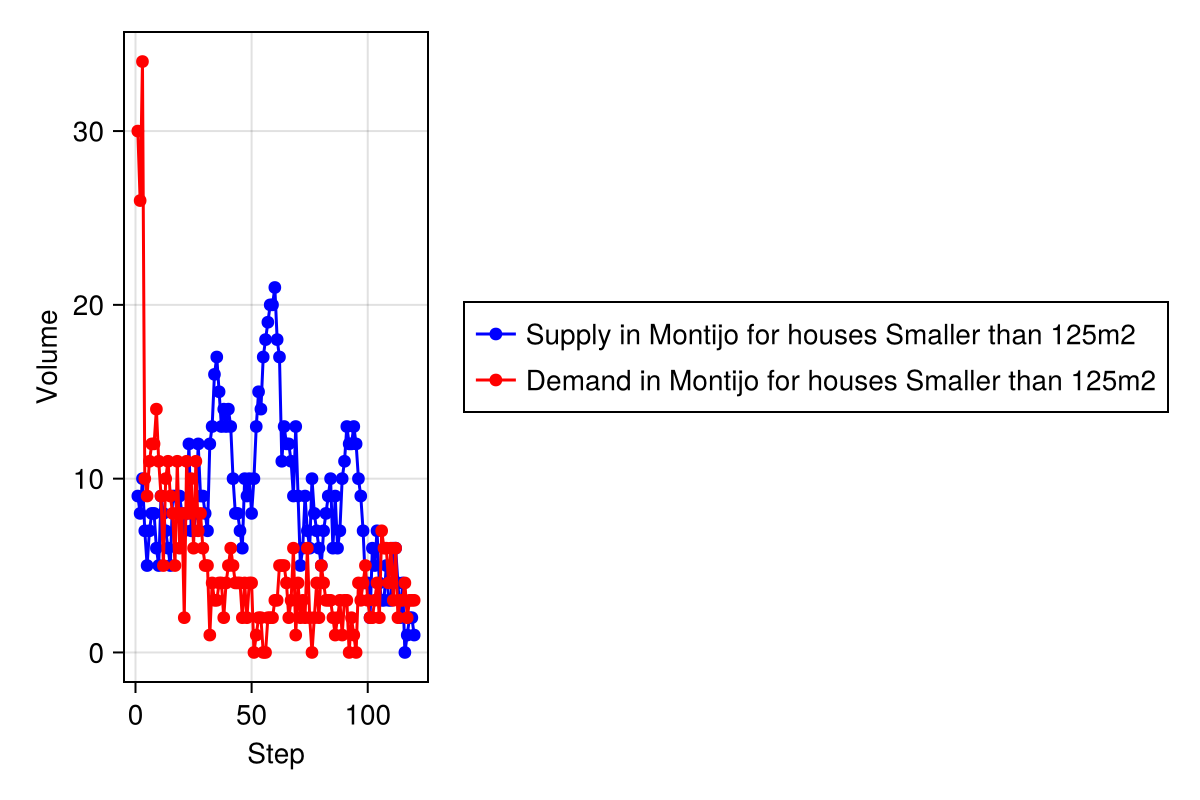 Volume
30
20
10
0
0 50 100
Step
Supply in Montijo for houses Smaller than 125m2
Demand in Montijo for houses Smaller than 125m2